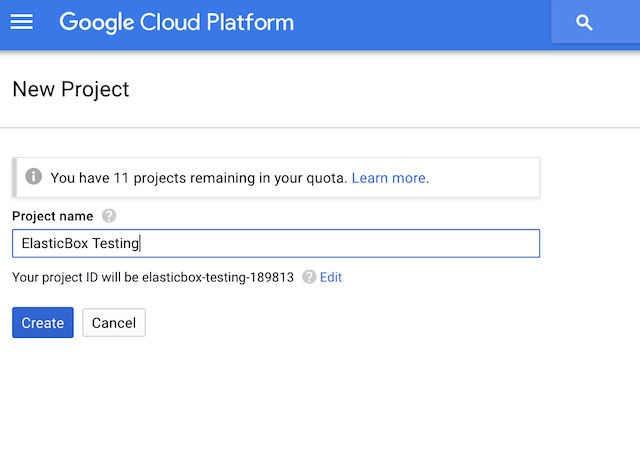 Google Cloud Platform
New Project
You have 11 projects remaining in your quota. Learn more.
Project name
ElasticBox Testing
Your project ID will be elasticbox-testing-189813 Edit
Create Cancel